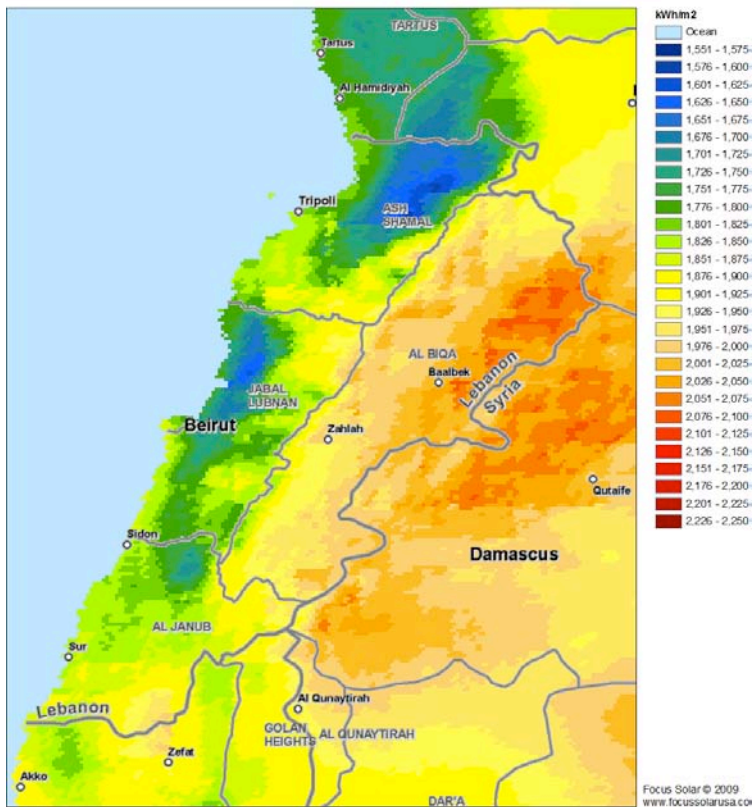 TARTUS
Tartus
Al Hamidiyah
Tripoli
ASH
SHAMAL
AL BIQA
Baalbek
Lebanon
Syria
JABAL
LUBNAN
Beirut
Zahlah
Qutaife
Sidon
Damascus
AL JANUB
Sur
Lebanon
Al Qunaytirah
GOLAN
HEIGHTS
AL QUNAYTIRAH
Zefat
Akko
DAR'A
kWh/m2
Ocean
1,551 - 1,575
1,576 - 1,600
1,601 - 1,625
1,626 - 1,650
1,651 - 1,675
1,676 - 1,700
1,701 - 1,725
1,726 - 1,750
1,751 - 1,775
1,776 - 1,800
1,801 - 1,825
1,826 - 1,850
1,851 - 1,875
1,876 - 1,900
1,901 - 1,925
1,926 - 1,950
1,951 - 1,975
1,976 - 2,000
2,001 - 2,025
2,026 - 2,050
2,051 - 2,075
2,076 - 2,100
2,101 - 2,125
2,126 - 2,150
2,151 - 2,175
2,176 - 2,200
2,201 - 2,225
2,226 - 2,250
Focus Solar © 2009
www.focussolarusa.co